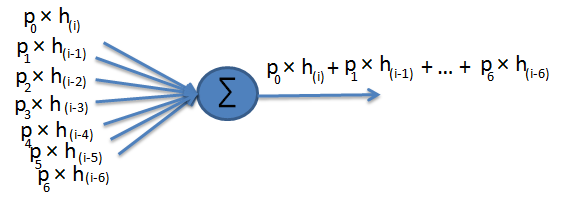 p₀ × h₍ᵢ₎
p₁ × h₍ᵢ₋₁₎
p₂ × h₍ᵢ₋₂₎
p₃ × h₍ᵢ₋₃₎
p₄ × h₍ᵢ₋₄₎
p₅ × h₍ᵢ₋₅₎
p₆ × h₍ᵢ₋₆₎
Σ
p₀ × h₍ᵢ₎ + p₁ × h₍ᵢ₋₁₎ + ... + p₆ × h₍ᵢ₋₆₎